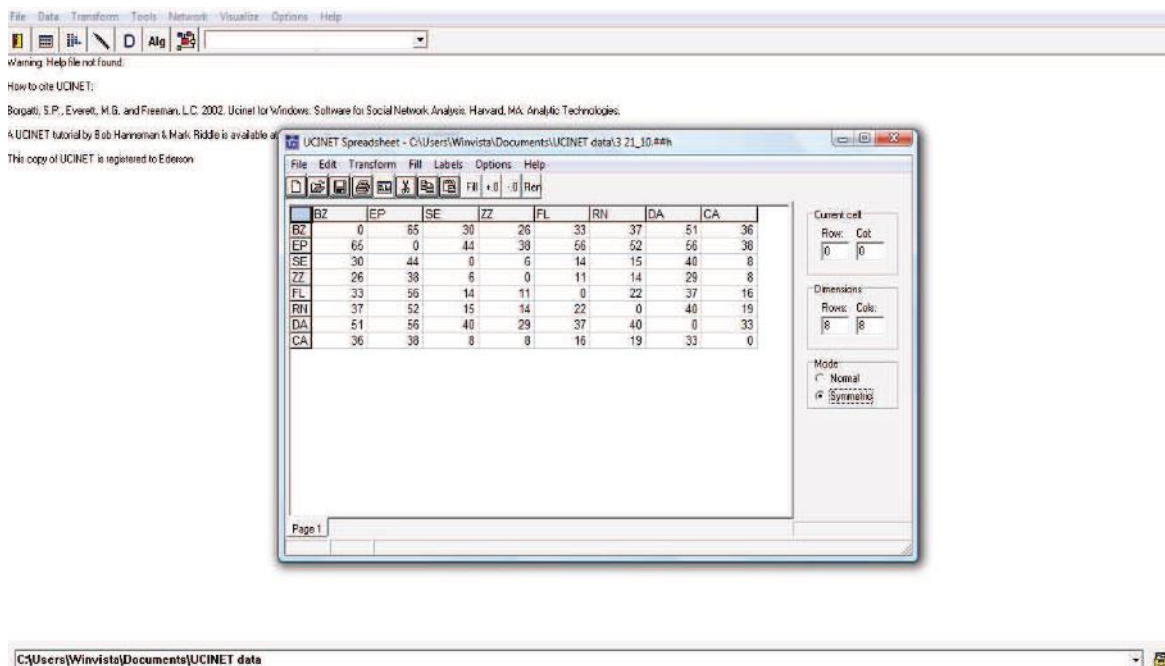 File Data Transform Tools Network Visualize Options Help
D Alg
Warning: Help file not found.
How to cite UCINET:
Borgatti, S.P., Everett, M.G. and Freeman, L.C. 2002. Ucinet for Windows: Software for Social Network Analysis. Harvard, MA: Analytic Technologies.
A UCINET tutorial by Bob Hanneman & Mark Riddle is available at
This copy of UCINET is registered to Ederson
UCINET Spreadsheet - C:\Users\Winvista\Documents\UCINET data\3 21_10.##h
File Edit Transform Fill Labels Options Help
Fill +.0 -.0 Ren
BZ EP SE ZZ FL RN DA CA
BZ 0 65 30 26 33 37 51 36
EP 65 0 44 38 56 52 56 38
SE 30 44 0 6 14 15 40 8
ZZ 26 38 6 0 11 14 29 8
FL 33 56 14 11 0 22 37 16
RN 37 52 15 14 22 0 40 19
DA 51 56 40 29 37 40 0 33
CA 36 38 8 8 16 19 33 0
Page 1
Current cell
Row: Col:
0 0
Dimensions
Rows: Cols:
8 8
Mode
Normal
Symmetric
C:\Users\Winvista\Documents\UCINET data